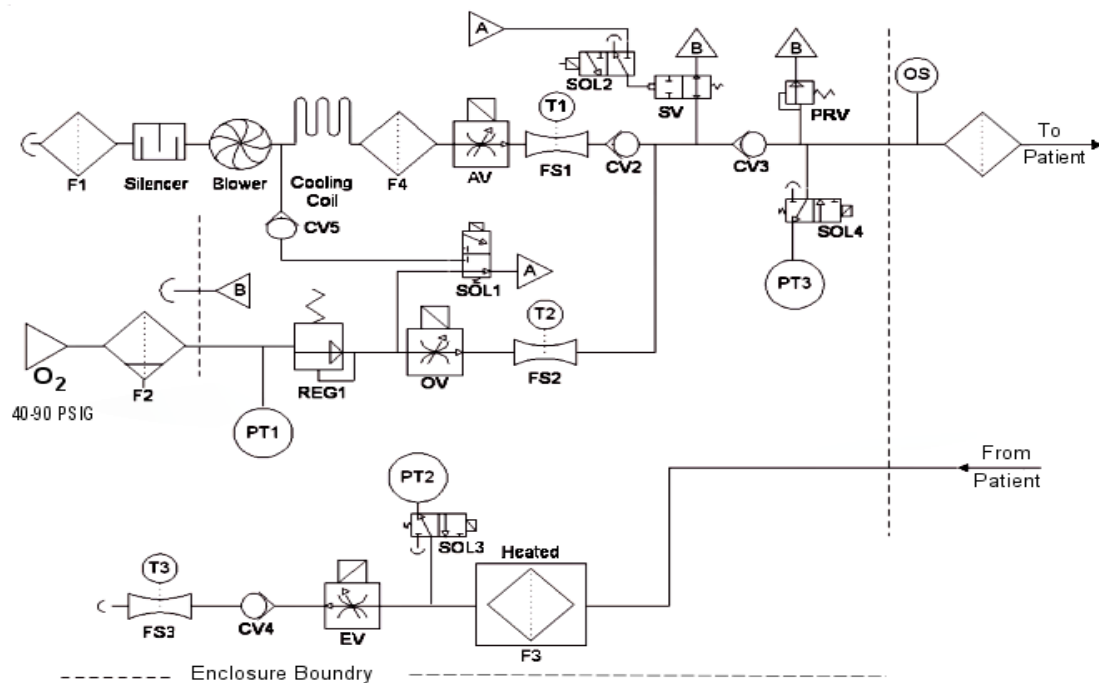 A
B
B
SOL2
SV
PRV
OS
T1
To
Patient
F1
Silencer
Blower
Cooling
Coil
F4
AV
FS1
CV2
CV3
CV5
SOL4
SOL1
A
PT3
B
T2
O2
40-90 PSIG
F2
REG1
OV
FS2
PT1
From
Patient
PT2
SOL3
Heated
T3
FS3
CV4
EV
F3
Enclosure Boundry